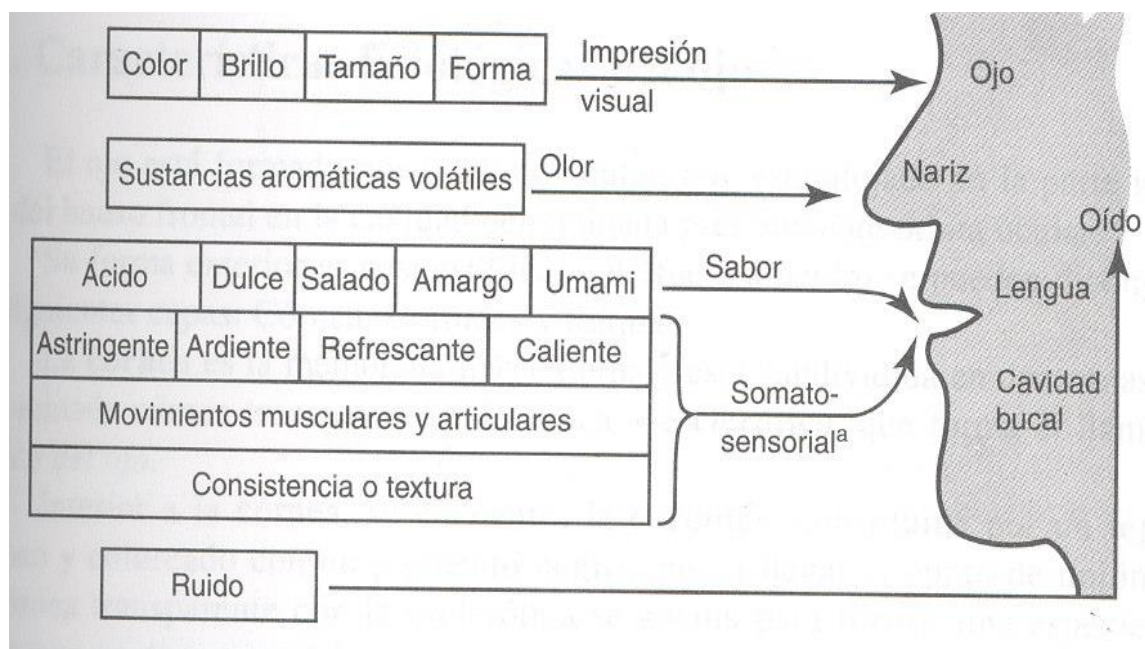 Color Brillo Tamaño Forma
Impresión
visual
Ojo
Sustancias aromáticas volátiles
Olor
Nariz
Oído
Ácido Dulce Salado Amargo Umami
Sabor
Lengua
Astringente Ardiente Refrescante Caliente
Movimientos musculares y articulares
Consistencia o textura
Somato-
sensorialª
Cavidad
bucal
Ruido